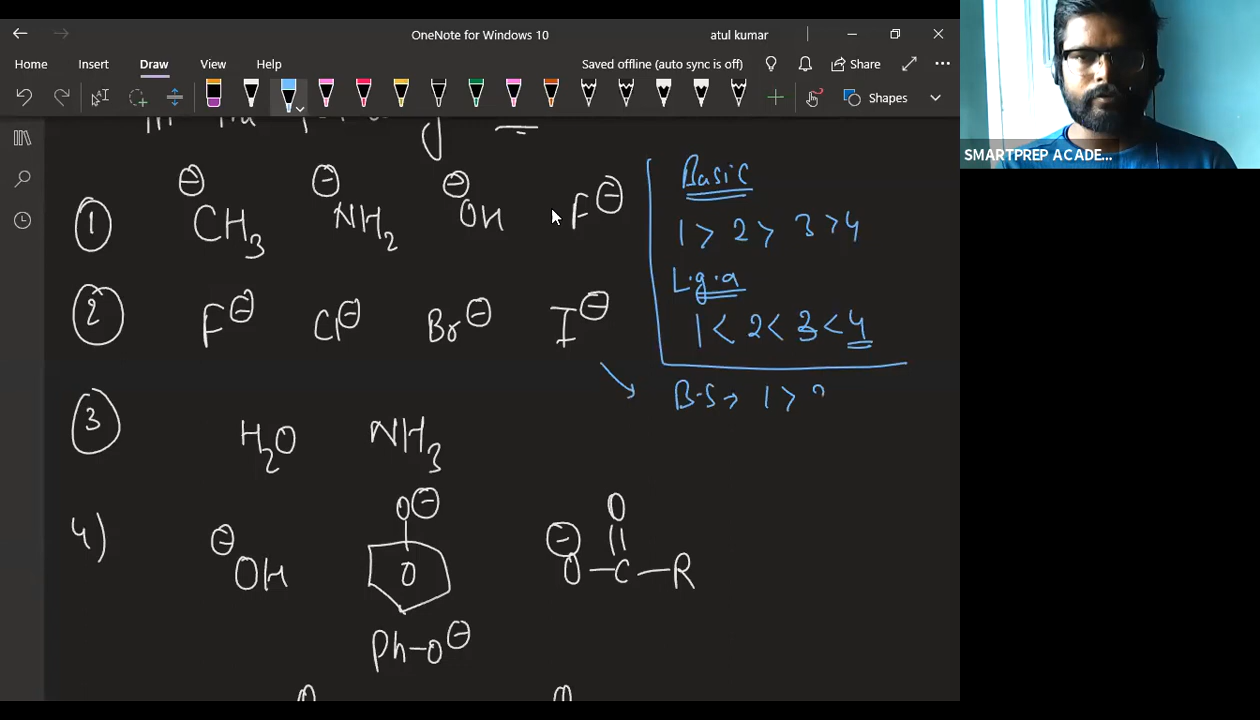 OneNote for Windows 10
atul kumar
Home Insert Draw View Help
Saved offline (auto sync is off)
Share
Shapes
SMARTPREP ACADE...
① ⊖CH3 ⊖NH2 ⊖OH F⊖
② F⊖ Cl⊖ Br⊖ I⊖
③ H2O NH3
4) ⊖OH O⊖ ⊖O—C—R
O
O
Ph-O⊖
Basic
1 > 2 > 3 > 4
L.g.a
1 < 2 < 3 < 4
B.S → 1 >